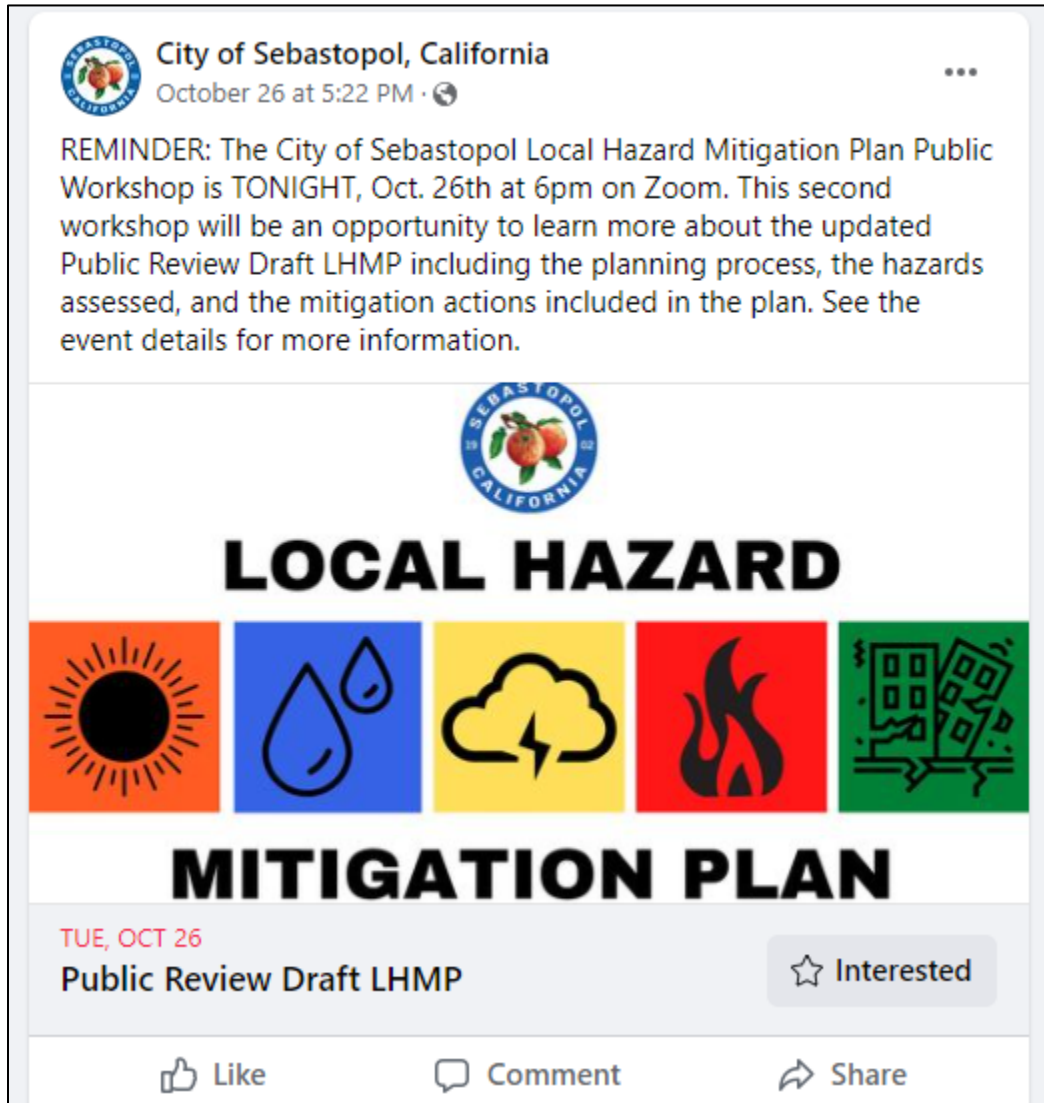 SEBASTOPOL
CALIFORNIA
City of Sebastopol, California
October 26 at 5:22 PM ·
REMINDER: The City of Sebastopol Local Hazard Mitigation Plan Public
Workshop is TONIGHT, Oct. 26th at 6pm on Zoom. This second
workshop will be an opportunity to learn more about the updated
Public Review Draft LHMP including the planning process, the hazards
assessed, and the mitigation actions included in the plan. See the
event details for more information.
SEBASTOPOL
19 02
CALIFORNIA
LOCAL HAZARD
MITIGATION PLAN
TUE, OCT 26
Public Review Draft LHMP
Interested
Like
Comment
Share